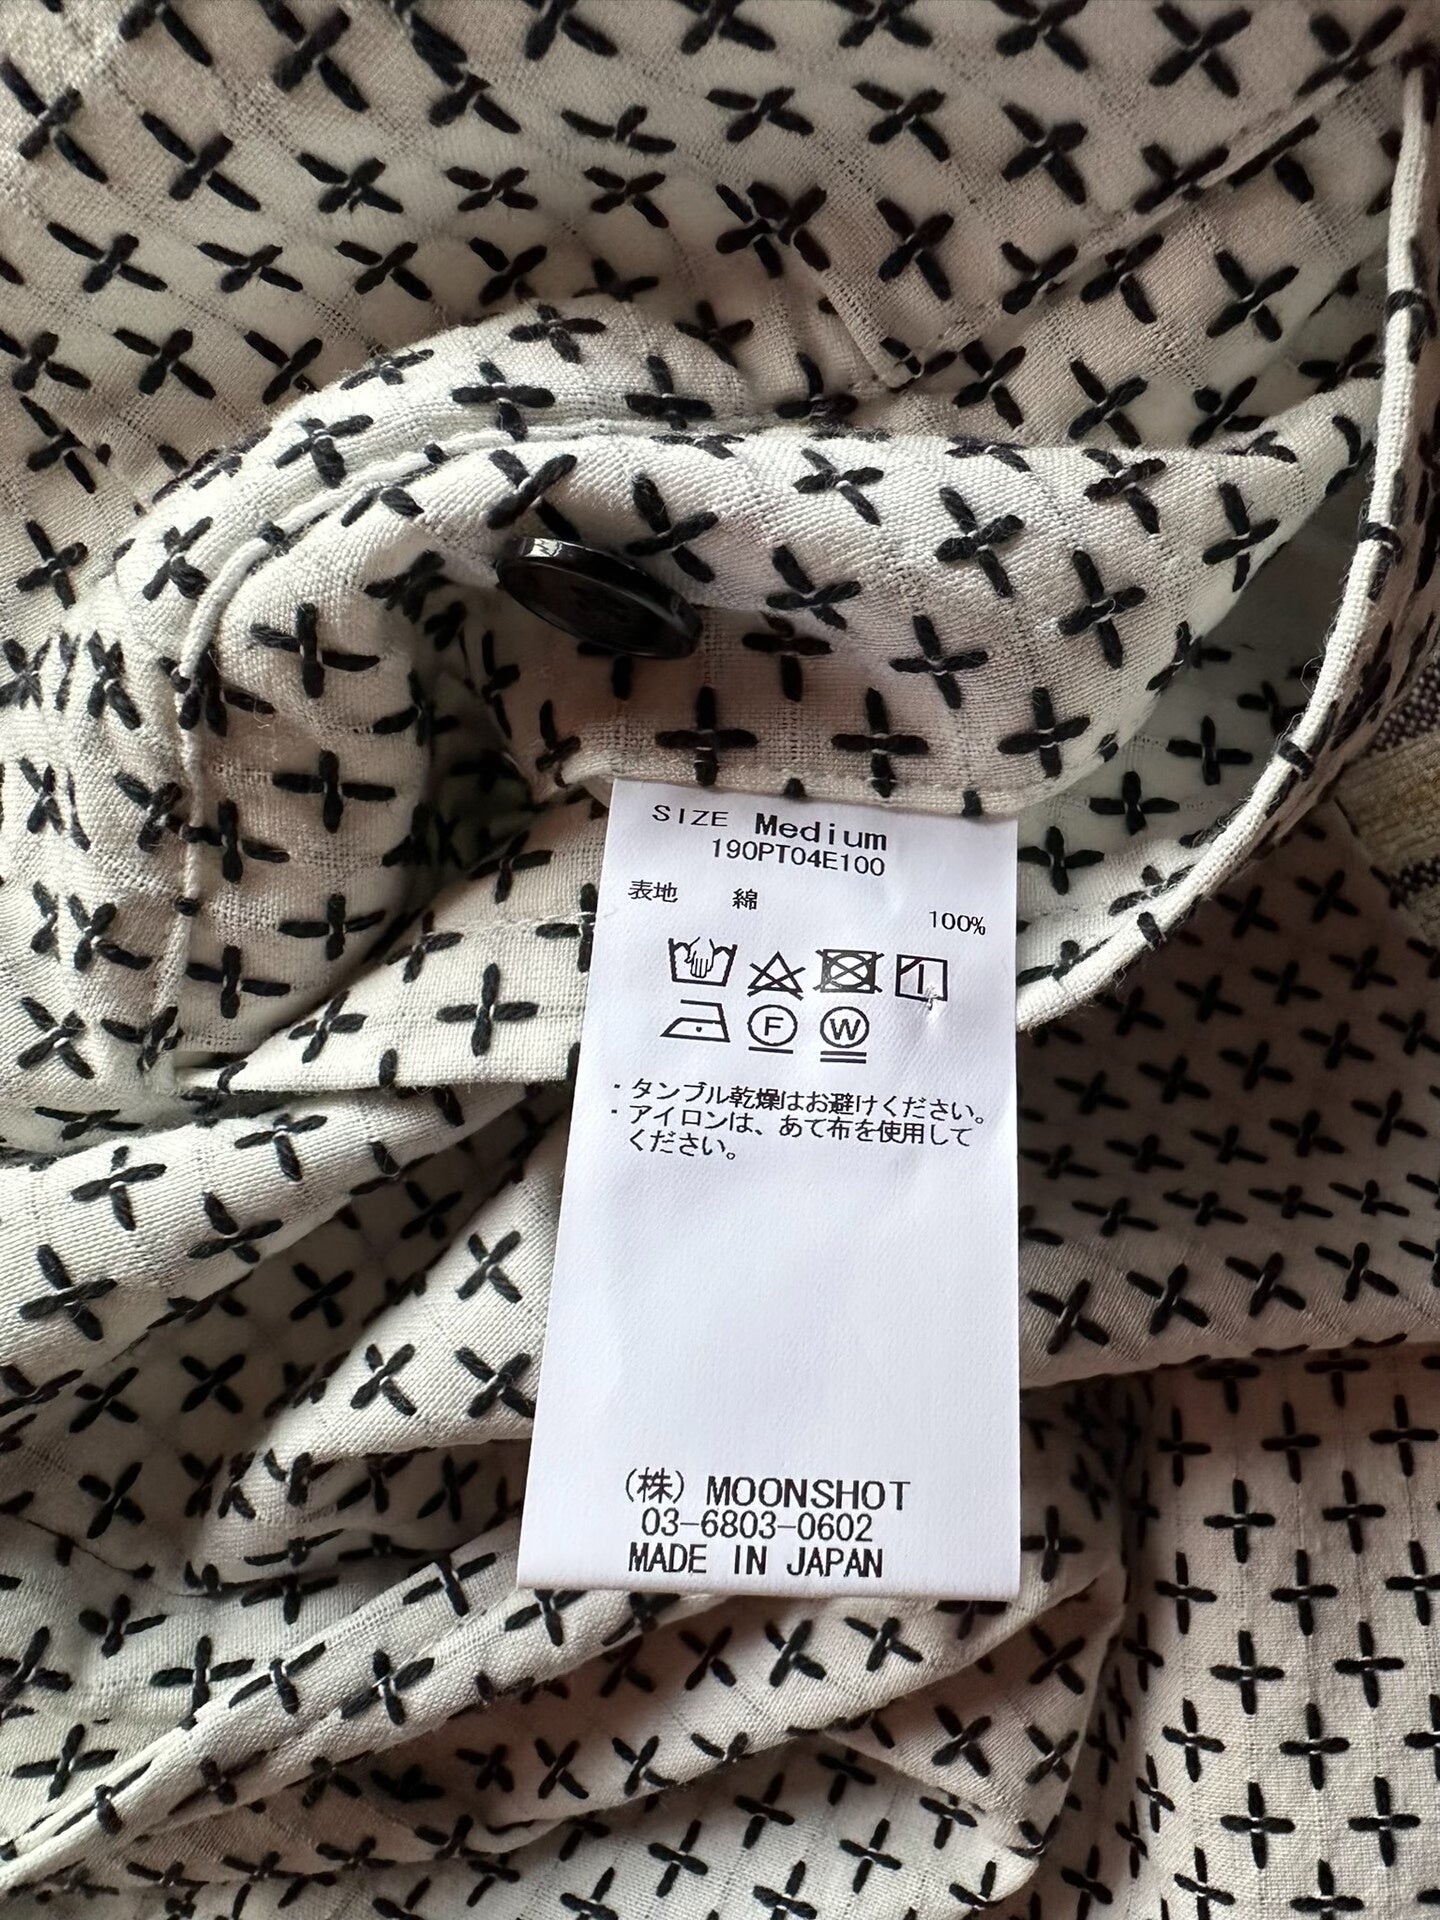 SIZE Medium
190PT04E100
表地 綿 100%
F W
・タンブル乾燥はお避けください。
・アイロンは、あて布を使用して
ください。
(株) MOONSHOT
03-6803-0602
MADE IN JAPAN